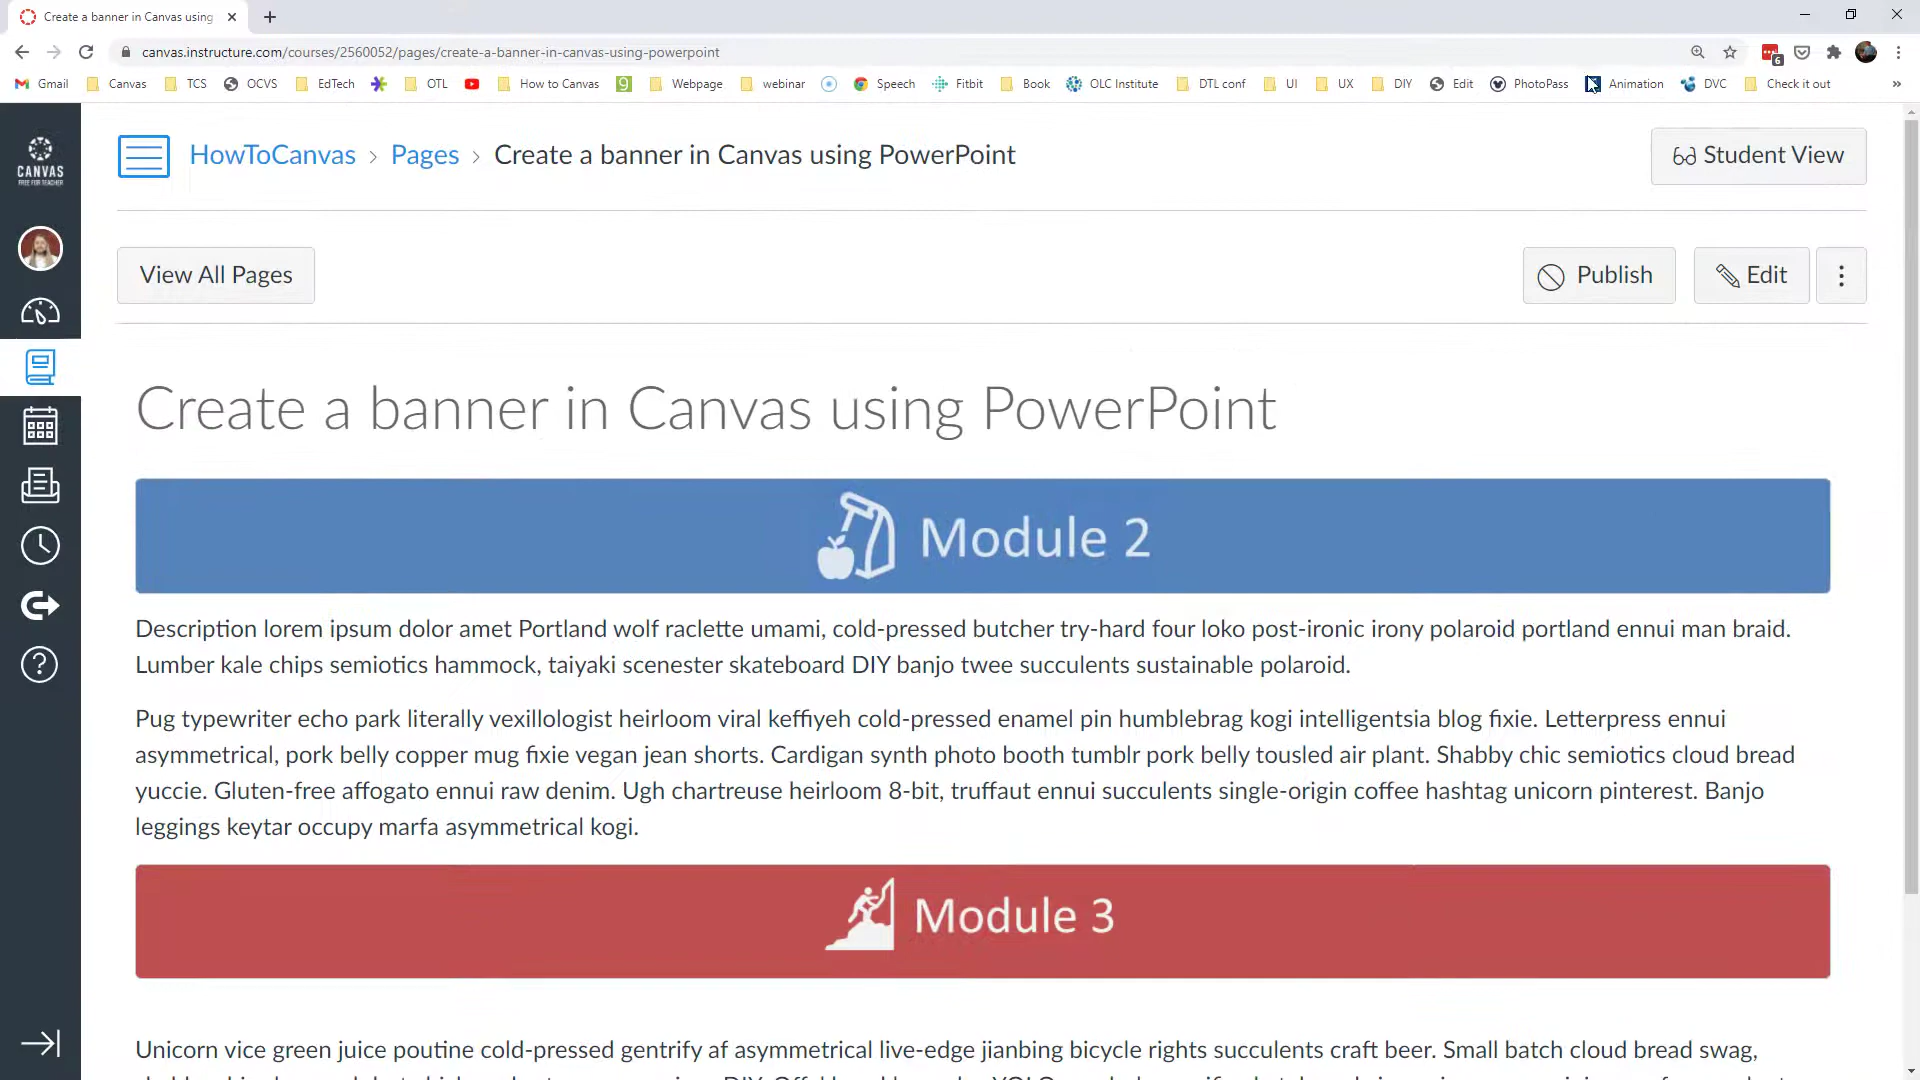 Create a banner in Canvas using
canvas.instructure.com/courses/2560052/pages/create-a-banner-in-canvas-using-powerpoint
6
Gmail Canvas TCS OCVS EdTech OTL How to Canvas 9 Webpage webinar Speech Fitbit Book OLC Institute DTL conf UI UX DIY Edit PhotoPass Animation DVC Check it out »
CANVAS
FREE FOR TEACHER
HowToCanvas › Pages › Create a banner in Canvas using PowerPoint
Student View
View All Pages
Publish
Edit
Create a banner in Canvas using PowerPoint
Module 2
Description lorem ipsum dolor amet Portland wolf raclette umami, cold-pressed butcher try-hard four loko post-ironic irony polaroid portland ennui man braid.
Lumber kale chips semiotics hammock, taiyaki scenester skateboard DIY banjo twee succulents sustainable polaroid.
Pug typewriter echo park literally vexillologist heirloom viral keffiyeh cold-pressed enamel pin humblebrag kogi intelligentsia blog fixie. Letterpress ennui
asymmetrical, pork belly copper mug fixie vegan jean shorts. Cardigan synth photo booth tumblr pork belly tousled air plant. Shabby chic semiotics cloud bread
yuccie. Gluten-free affogato ennui raw denim. Ugh chartreuse heirloom 8-bit, truffaut ennui succulents single-origin coffee hashtag unicorn pinterest. Banjo
leggings keytar occupy marfa asymmetrical kogi.
Module 3
Unicorn vice green juice poutine cold-pressed gentrify af asymmetrical live-edge jianbing bicycle rights succulents craft beer. Small batch cloud bread swag,